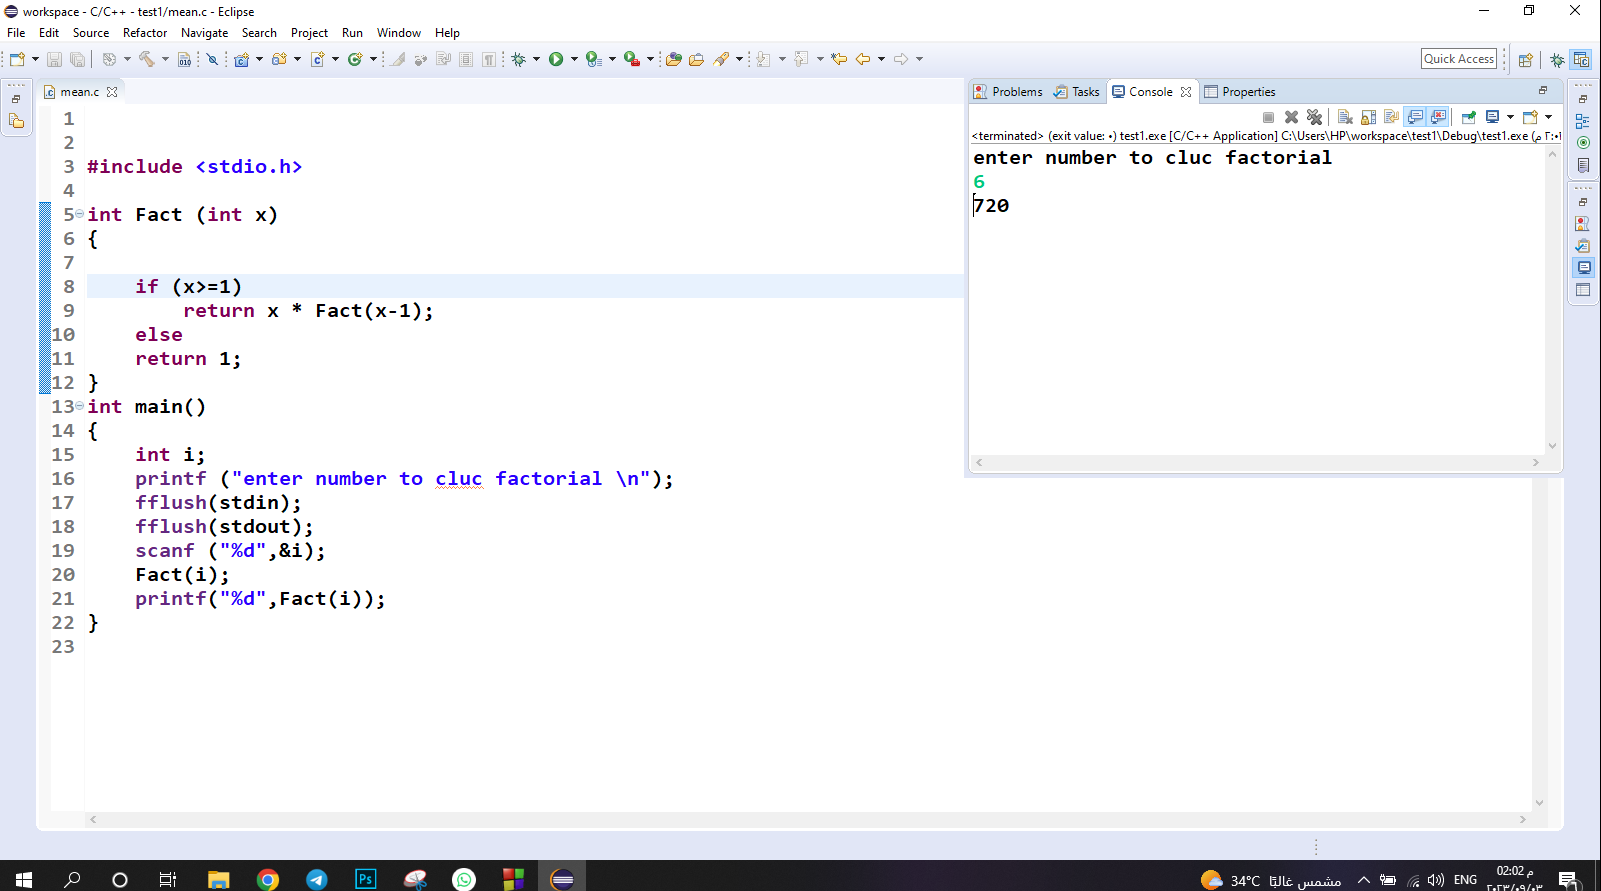 workspace - C/C++ - test1/mean.c - Eclipse
File Edit Source Refactor Navigate Search Project Run Window Help
Quick Access
mean.c
1
2
3 #include <stdio.h>
4
5 int Fact (int x)
6 {
7
8 if (x>=1)
9 return x * Fact(x-1);
10 else
11 return 1;
12 }
13 int main()
14 {
15 int i;
16 printf ("enter number to cluc factorial \n");
17 fflush(stdin);
18 fflush(stdout);
19 scanf ("%d",&i);
20 Fact(i);
21 printf("%d",Fact(i));
22 }
23
Problems Tasks Console Properties
<terminated> (exit value: ٠) test1.exe [C/C++ Application] C:\Users\HP\workspace\test1\Debug\test1.exe
enter number to cluc factorial
6
720
34°C مشمس غالبًا
ENG
02:02 م
٢٠٢٣/٠٩/٠٣